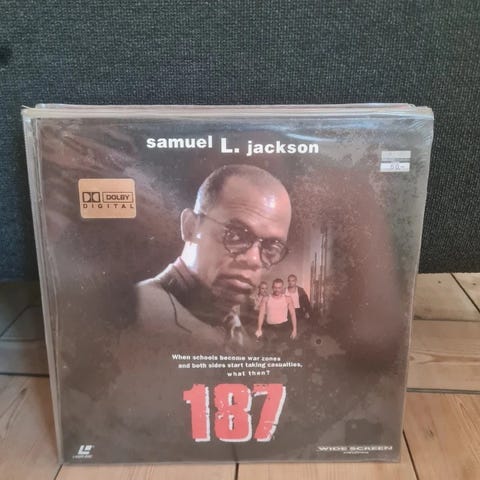 samuel L. jackson
50.-
DOLBY
DIGITAL
When schools become war zones
and both sides start taking casualties,
what then?
187
WIDE SCREEN